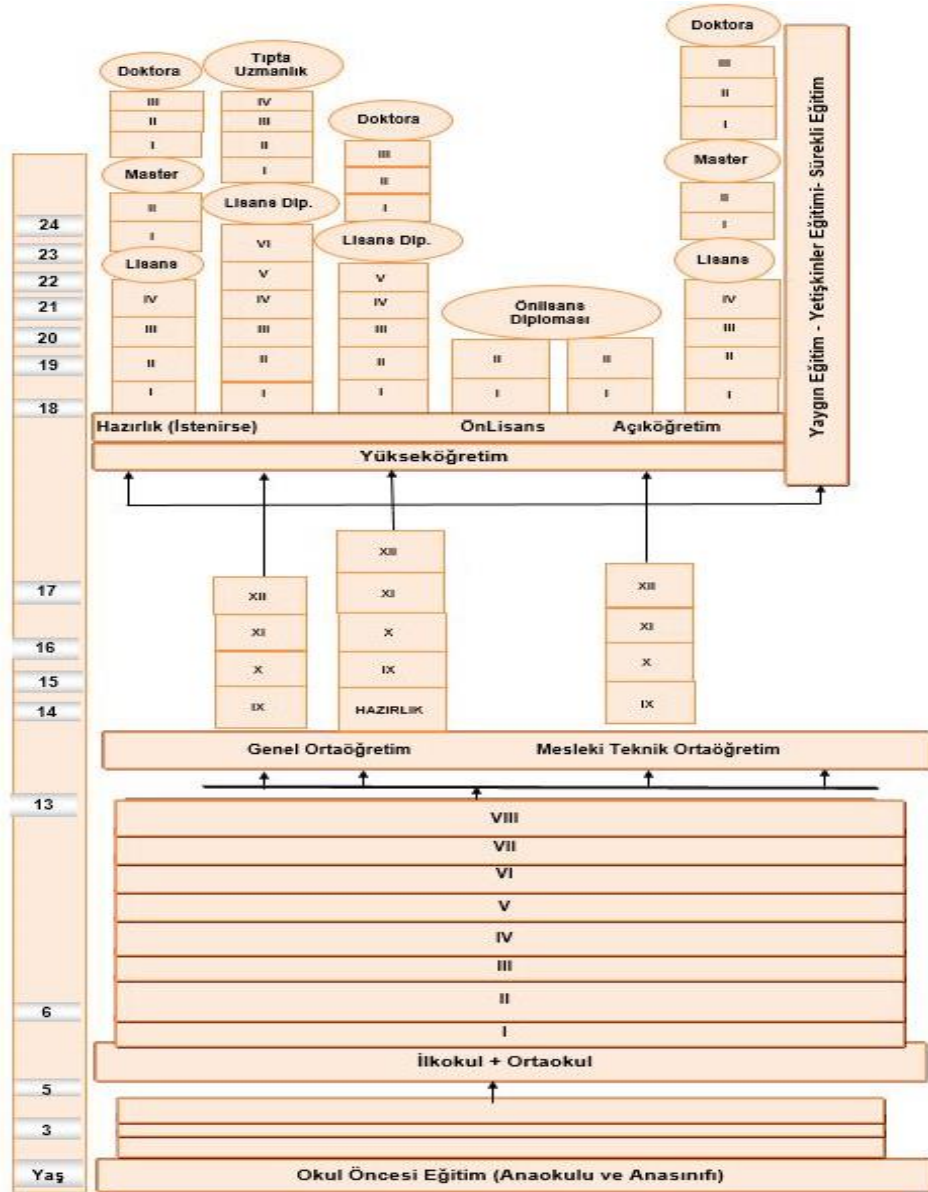 Doktora
III
II
I
Master
II
I
Lisans
IV
III
II
I
Tıpta
Uzmanlık
IV
III
II
I
Lisans Dip.
VI
V
IV
III
II
I
Doktora
III
II
I
Lisans Dip.
V
IV
III
II
I
Önlisans
Diploması
II
I
II
I
Doktora
III
II
I
Master
II
I
Lisans
IV
III
II
I
Yaygın Eğitim - Yetişkinler Eğitimi- Sürekli Eğitim
24
23
22
21
20
19
18
Hazırlık (İstenirse) ÖnLisans Açıköğretim
Yükseköğretim
17
16
15
14
XII
XI
X
IX
XII
XI
X
IX
HAZIRLIK
XII
XI
X
IX
Genel Ortaöğretim Mesleki Teknik Ortaöğretim
13
VIII
VII
VI
V
IV
III
II
6
I
İlkokul + Ortaokul
5
3
Yaş
Okul Öncesi Eğitim (Anaokulu ve Anasınıfı)